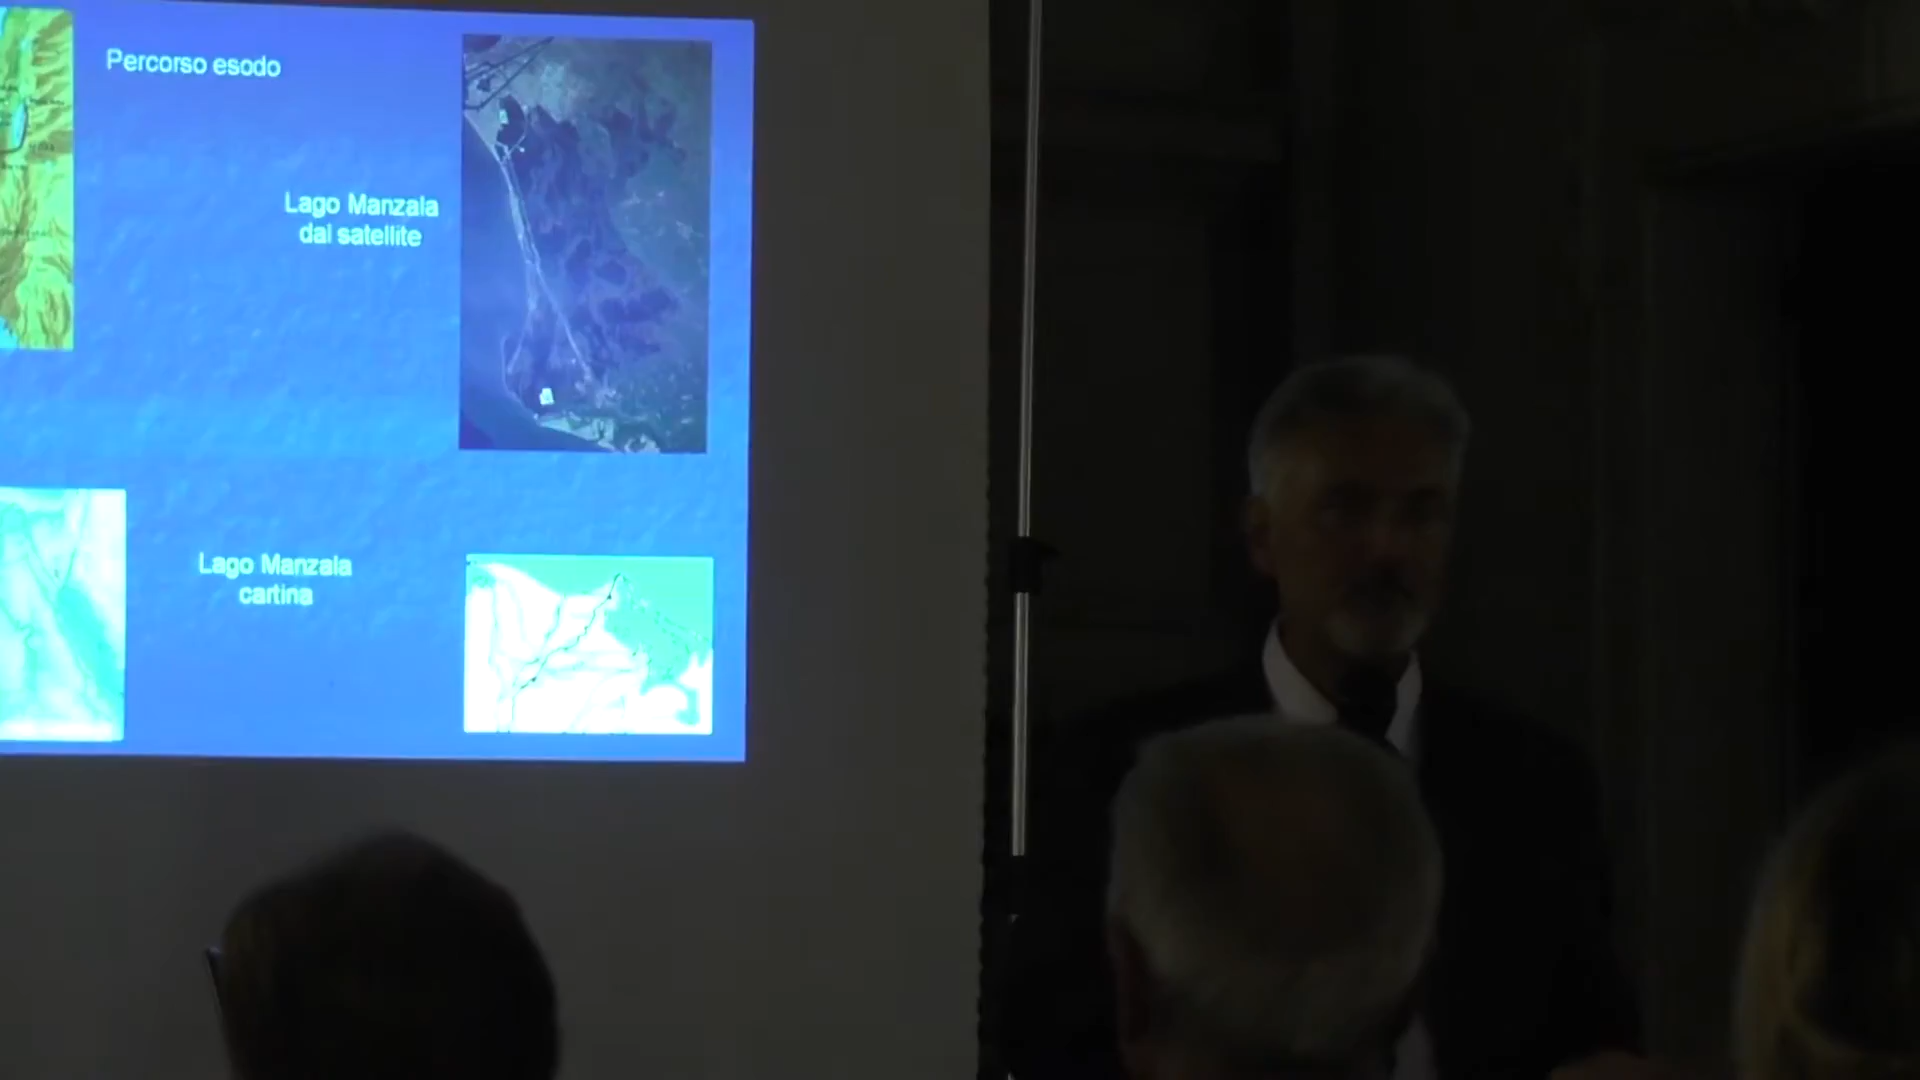 Percorso esodo
Lago Manzala
dal satellite
Lago Manzala
cartina